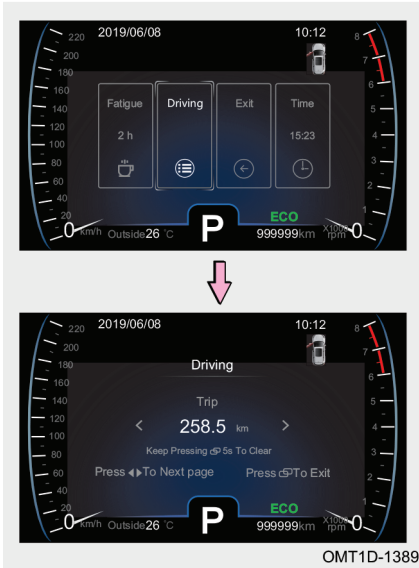 2019/06/08 10:12
220
200
180
160
140
120
100
80
60
40
20
0 km/h
8
7
6
5
4
3
2
1
X1000
rpm 0
Fatigue Driving Exit Time
2 h 15:23
ECO
Outside26 °C P 999999km
2019/06/08 10:12
220
200
180
160
140
120
100
80
60
40
20
0 km/h
8
7
6
5
4
3
2
1
X1000
rpm 0
Driving
Trip
< 258.5 km >
Keep Pressing 5s To Clear
Press ◀▶To Next page Press To Exit
ECO
Outside26 °C P 999999km
OMT1D-1389